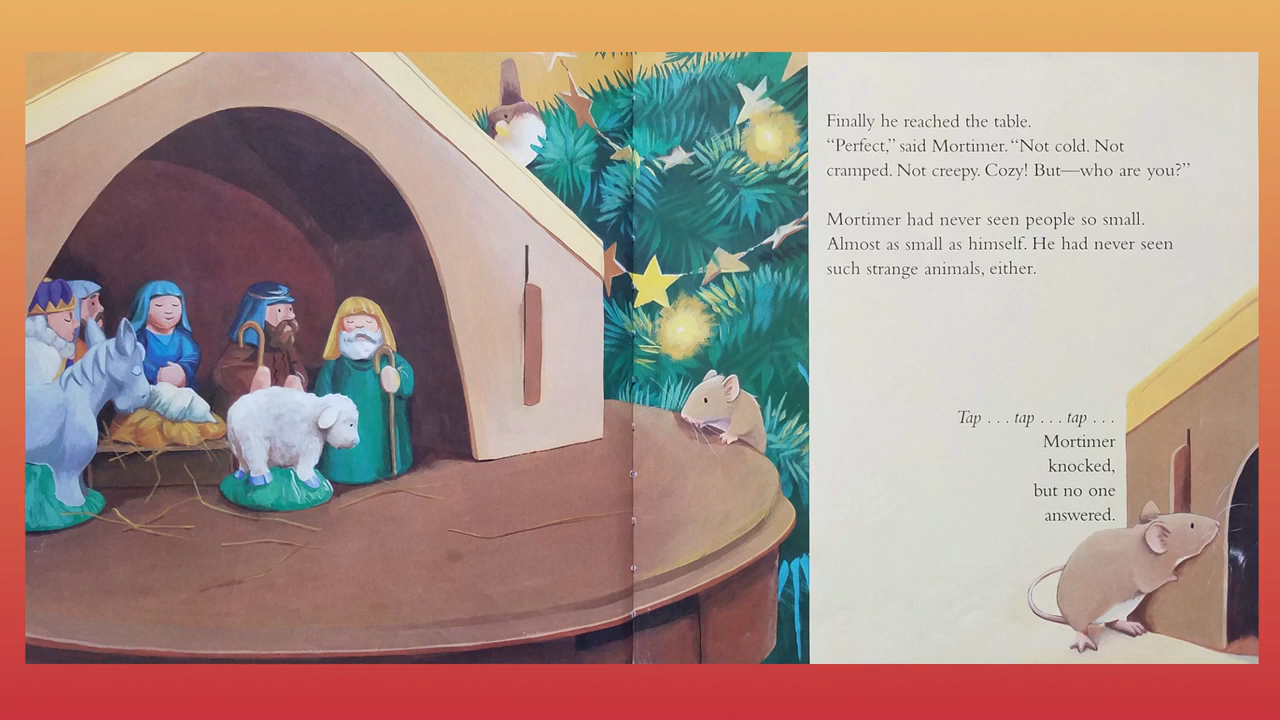 Finally he reached the table.
“Perfect,” said Mortimer. “Not cold. Not
cramped. Not creepy. Cozy! But—who are you?”
Mortimer had never seen people so small.
Almost as small as himself. He had never seen
such strange animals, either.
Tap . . . tap . . . tap . . .
Mortimer
knocked,
but no one
answered.